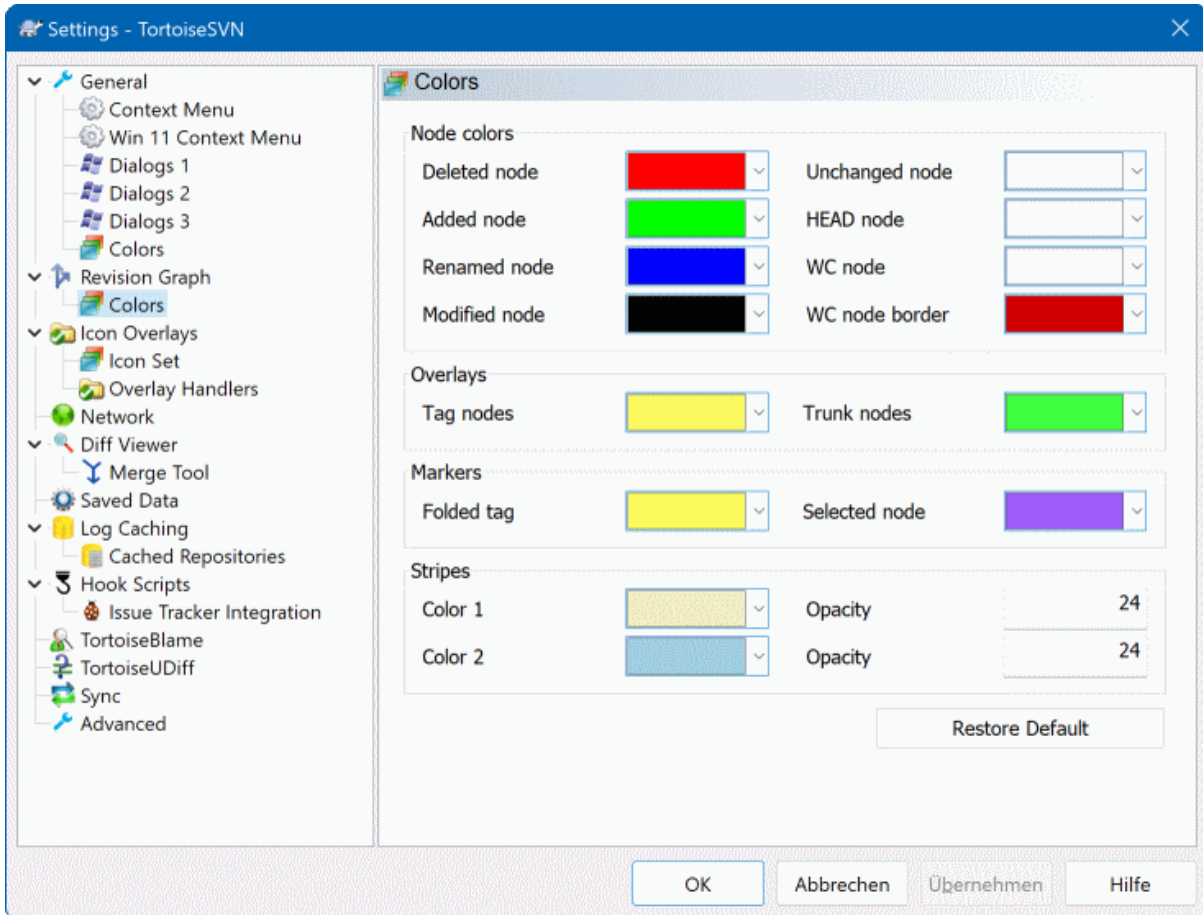 Settings - TortoiseSVN
General
Context Menu
Win 11 Context Menu
Dialogs 1
Dialogs 2
Dialogs 3
Colors
Revision Graph
Colors
Icon Overlays
Icon Set
Overlay Handlers
Network
Diff Viewer
Merge Tool
Saved Data
Log Caching
Cached Repositories
Hook Scripts
Issue Tracker Integration
TortoiseBlame
TortoiseUDiff
Sync
Advanced
Colors
Node colors
Deleted node Unchanged node
Added node HEAD node
Renamed node WC node
Modified node WC node border
Overlays
Tag nodes Trunk nodes
Markers
Folded tag Selected node
Stripes
Color 1 Opacity 24
Color 2 Opacity 24
Restore Default
OK Abbrechen Übernehmen Hilfe